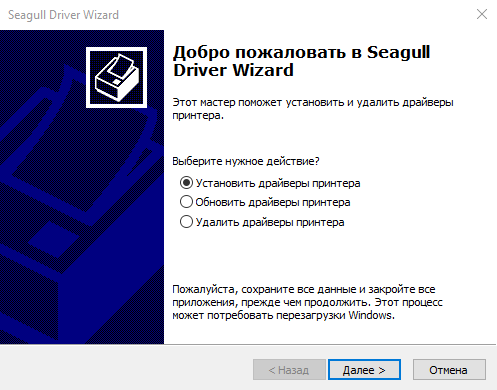 Seagull Driver Wizard
Добро пожаловать в Seagull
Driver Wizard
Этот мастер поможет установить и удалить драйверы
принтера.
Выберите нужное действие?
Установить драйверы принтера
Обновить драйверы принтера
Удалить драйверы принтера
Пожалуйста, сохраните все данные и закройте все
приложения, прежде чем продолжить. Этот процесс
может потребовать перезагрузки Windows.
< Назад
Далее >
Отмена